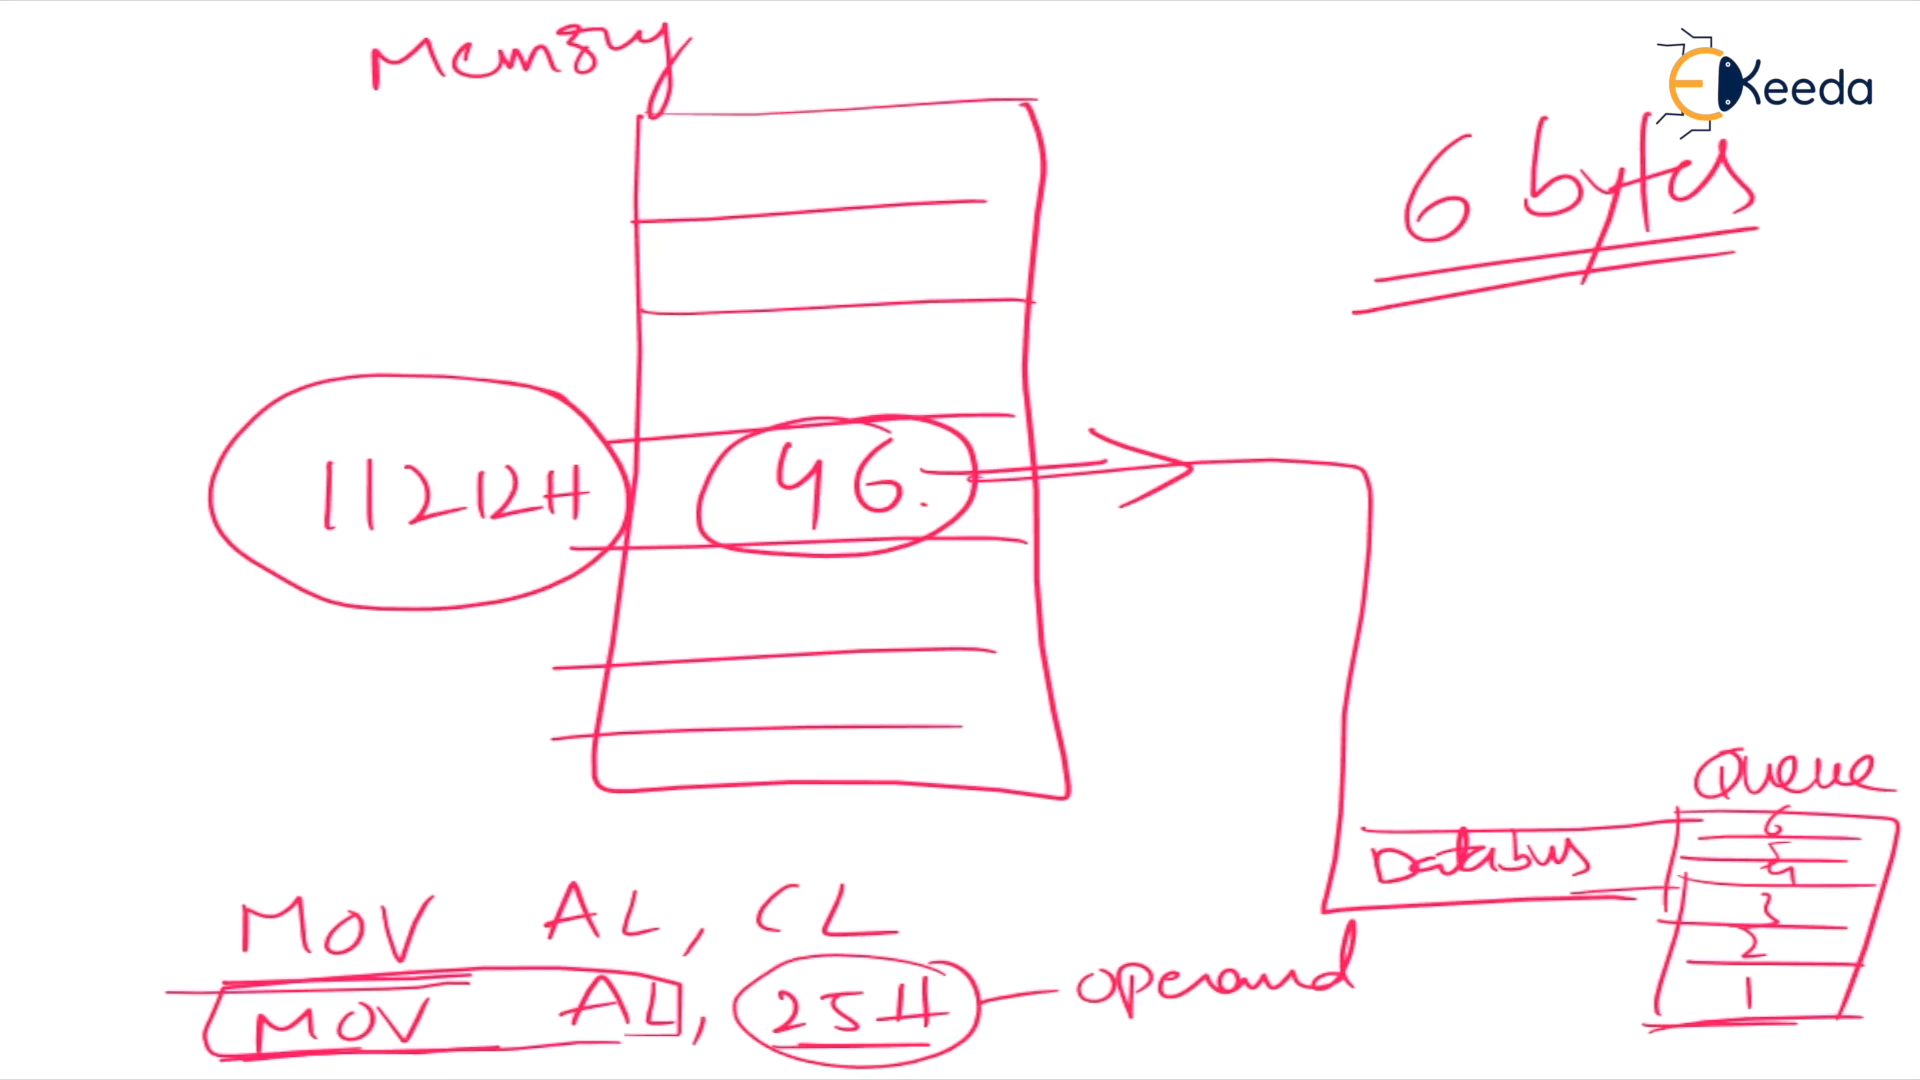 Memory
EKeeda
6 bytes
11212H
46.
Queue
6
5
4
Databus
3
2
1
MOV AL, CL
MOV AL, 25H operand